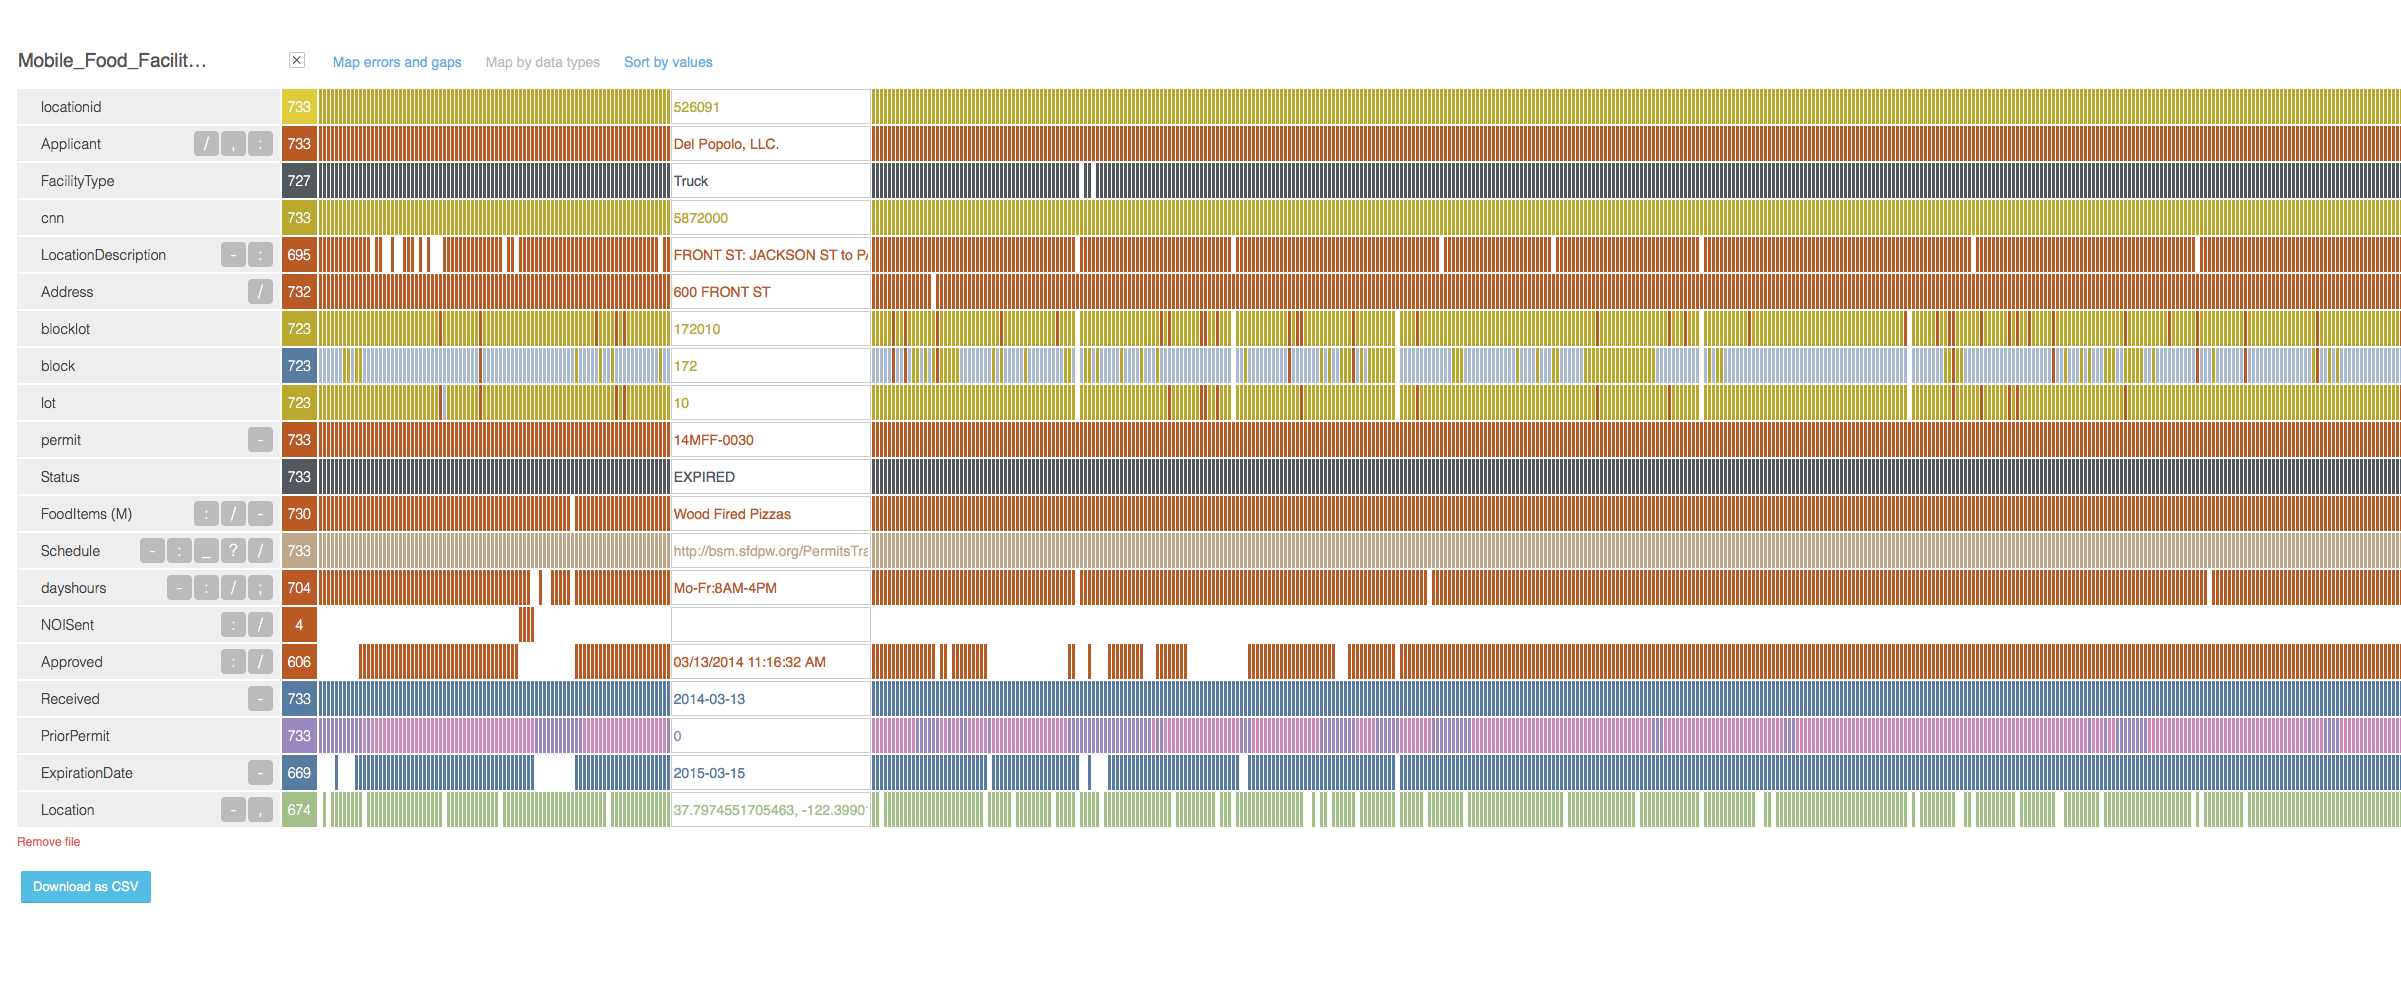 Mobile_Food_Facilit... Map errors and gaps Map by data types Sort by values
locationid 733 526091
Applicant / , : 733 Del Popolo, LLC.
FacilityType 727 Truck
cnn 733 5872000
LocationDescription - : 695 FRONT ST: JACKSON ST to PA
Address / 732 600 FRONT ST
blocklot 723 172010
block 723 172
lot 723 10
permit - 733 14MFF-0030
Status 733 EXPIRED
FoodItems (M) : / - 730 Wood Fired Pizzas
Schedule - : _ ? / 733 http://bsm.sfdpw.org/PermitsTra
dayshours - : / ; 704 Mo-Fr:8AM-4PM
NOISent : / 4
Approved : / 606 03/13/2014 11:16:32 AM
Received - 733 2014-03-13
PriorPermit 733 0
ExpirationDate - 669 2015-03-15
Location - , 674 37.7974551705463, -122.39901
Remove file
Download as CSV